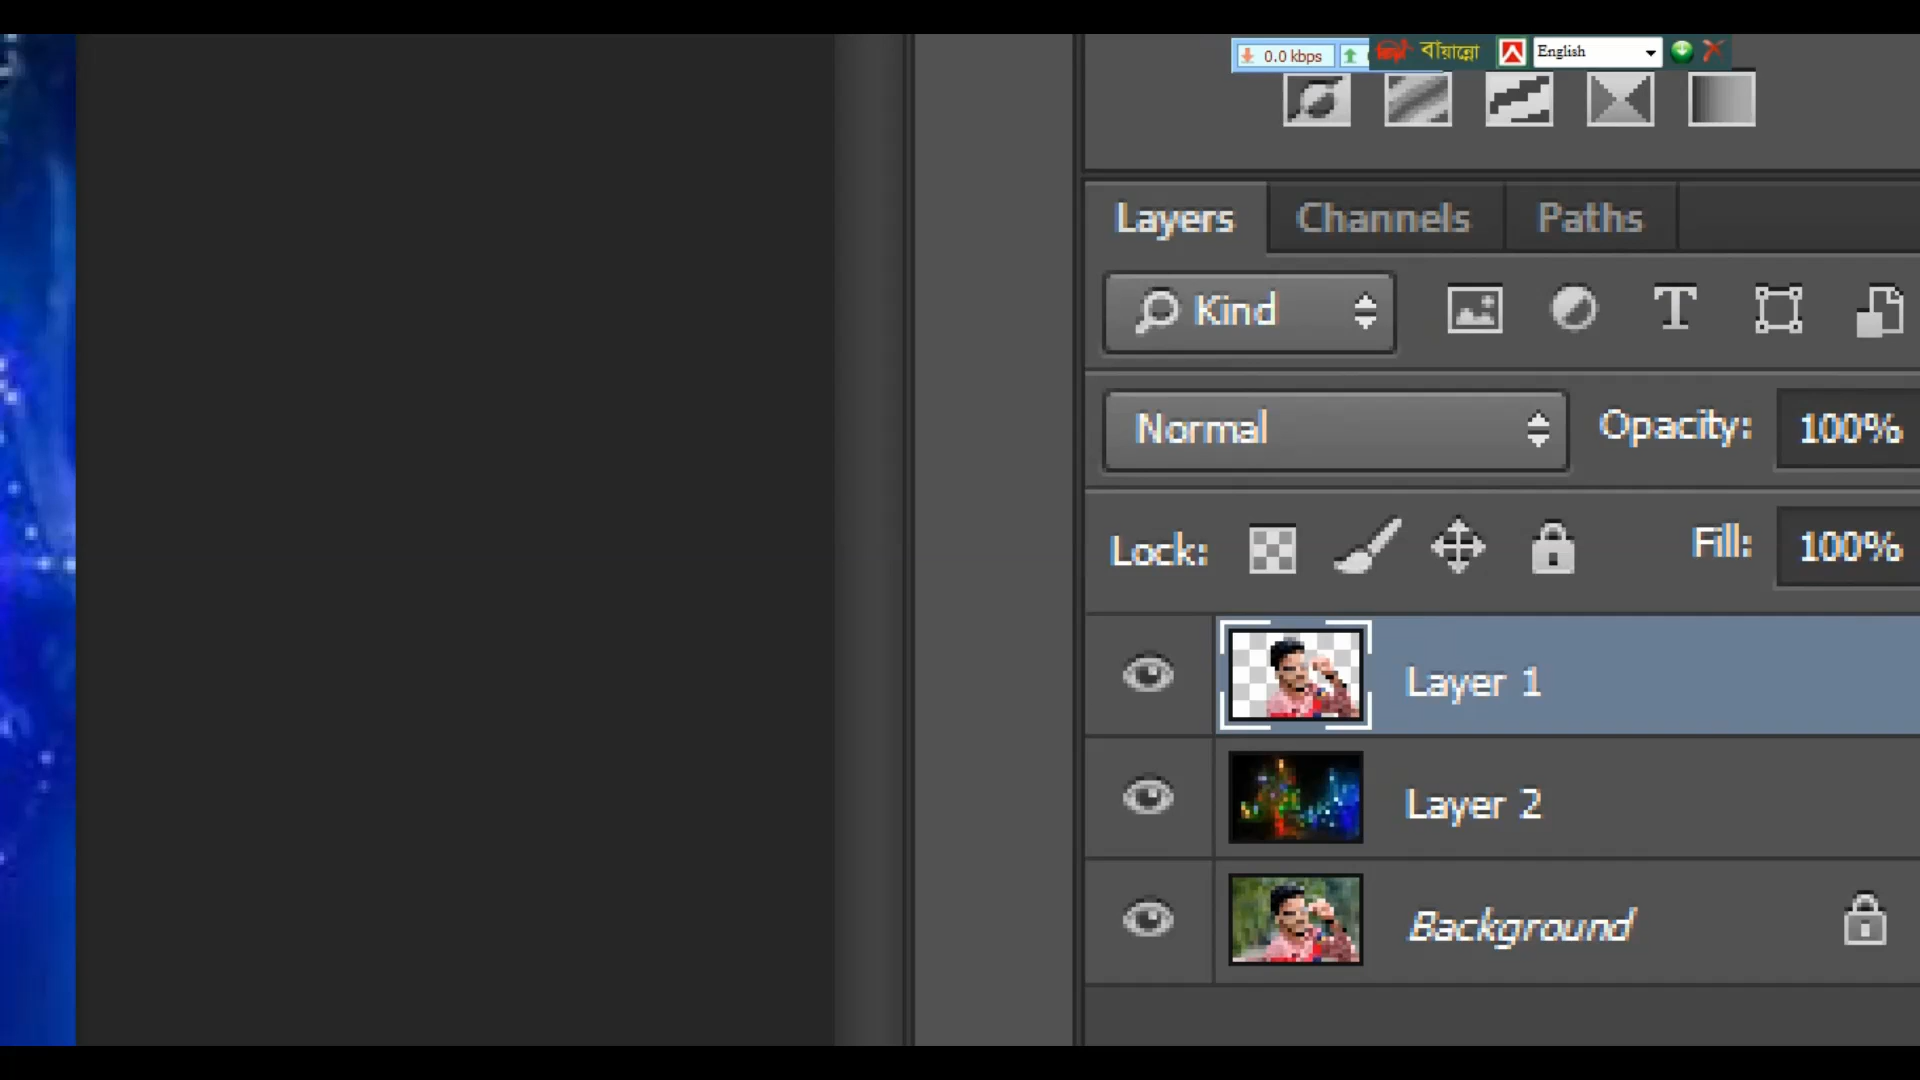 0.0 kbps
বায়ান্নো
English
Layers Channels Paths
Kind
Normal Opacity: 100%
Lock: Fill: 100%
Layer 1
Layer 2
Background